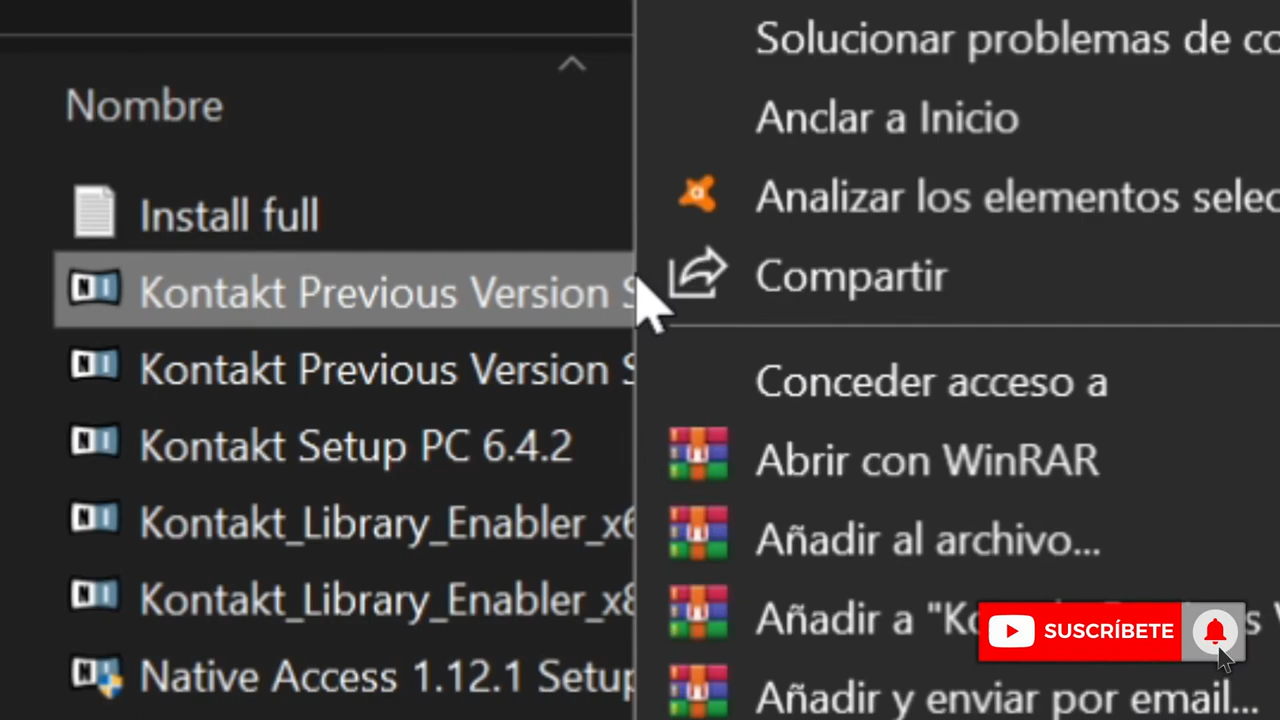 Nombre
Install full
Kontakt Previous Version
Kontakt Previous Version
Kontakt Setup PC 6.4.2
Kontakt_Library_Enabler_x6
Kontakt_Library_Enabler_x8
Native Access 1.12.1 Setup
Solucionar problemas de co
Anclar a Inicio
Analizar los elementos selec
Compartir
Conceder acceso a
Abrir con WinRAR
Añadir al archivo...
Añadir a "Ko
Añadir y enviar por email...
SUSCRÍBETE